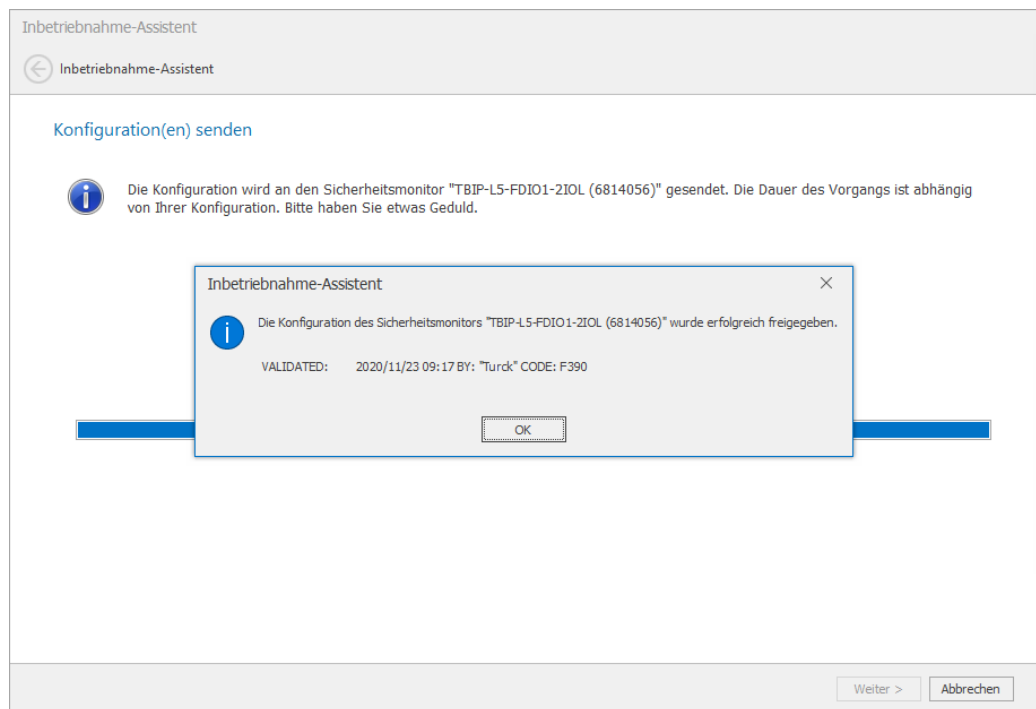 Inbetriebnahme-Assistent
Inbetriebnahme-Assistent
Konfiguration(en) senden
Die Konfiguration wird an den Sicherheitsmonitor "TBIP-L5-FDIO1-2IOL (6814056)" gesendet. Die Dauer des Vorgangs ist abhängig
von Ihrer Konfiguration. Bitte haben Sie etwas Geduld.
Inbetriebnahme-Assistent
Die Konfiguration des Sicherheitsmonitors "TBIP-L5-FDIO1-2IOL (6814056)" wurde erfolgreich freigegeben.
VALIDATED: 2020/11/23 09:17 BY: "Turck" CODE: F390
OK
Weiter >
Abbrechen